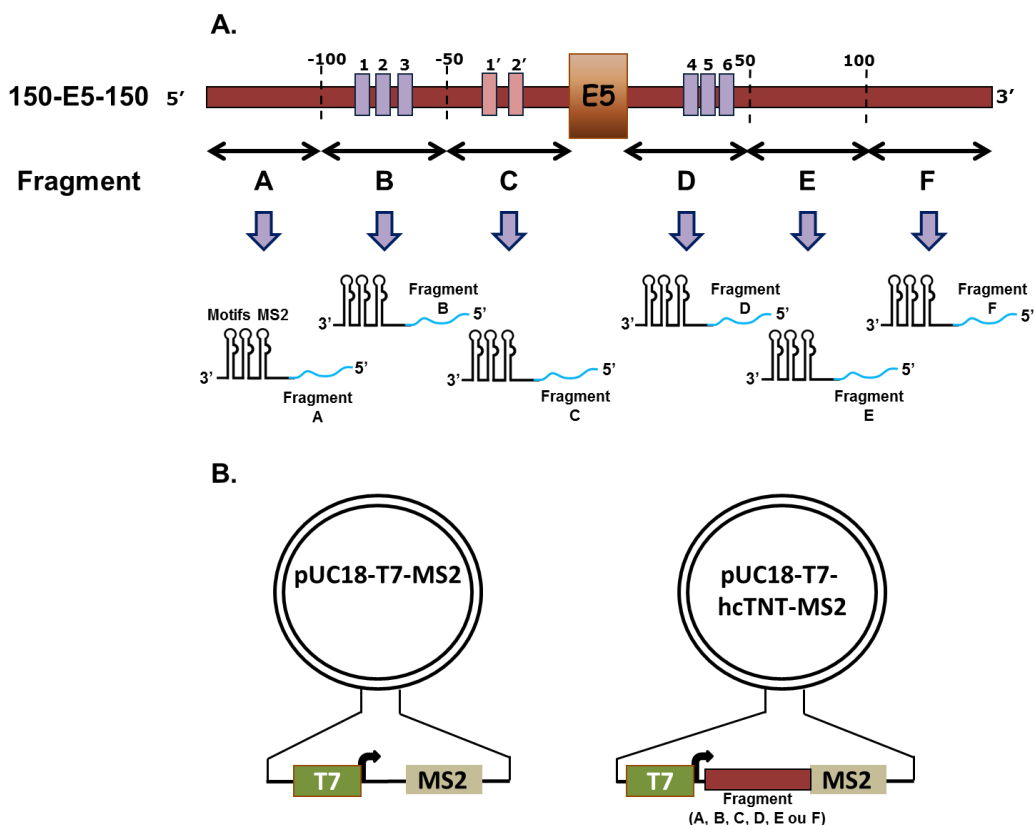 A.
-100 1 2 3 -50 1′ 2′ 4 5 6 50 100
150-E5-150 5′ E5 3′
Fragment A B C D E F
Motifs MS2
3’ 5’
Fragment
A
Fragment
B
3’ 5’
3’ 5’
Fragment
C
Fragment
D
3’ 5’
3’ 5’
Fragment
E
Fragment
F
3’ 5’
B.
pUC18-T7-MS2
T7 MS2
pUC18-T7-
hcTNT-MS2
T7 MS2
Fragment
(A, B, C, D, E ou F)